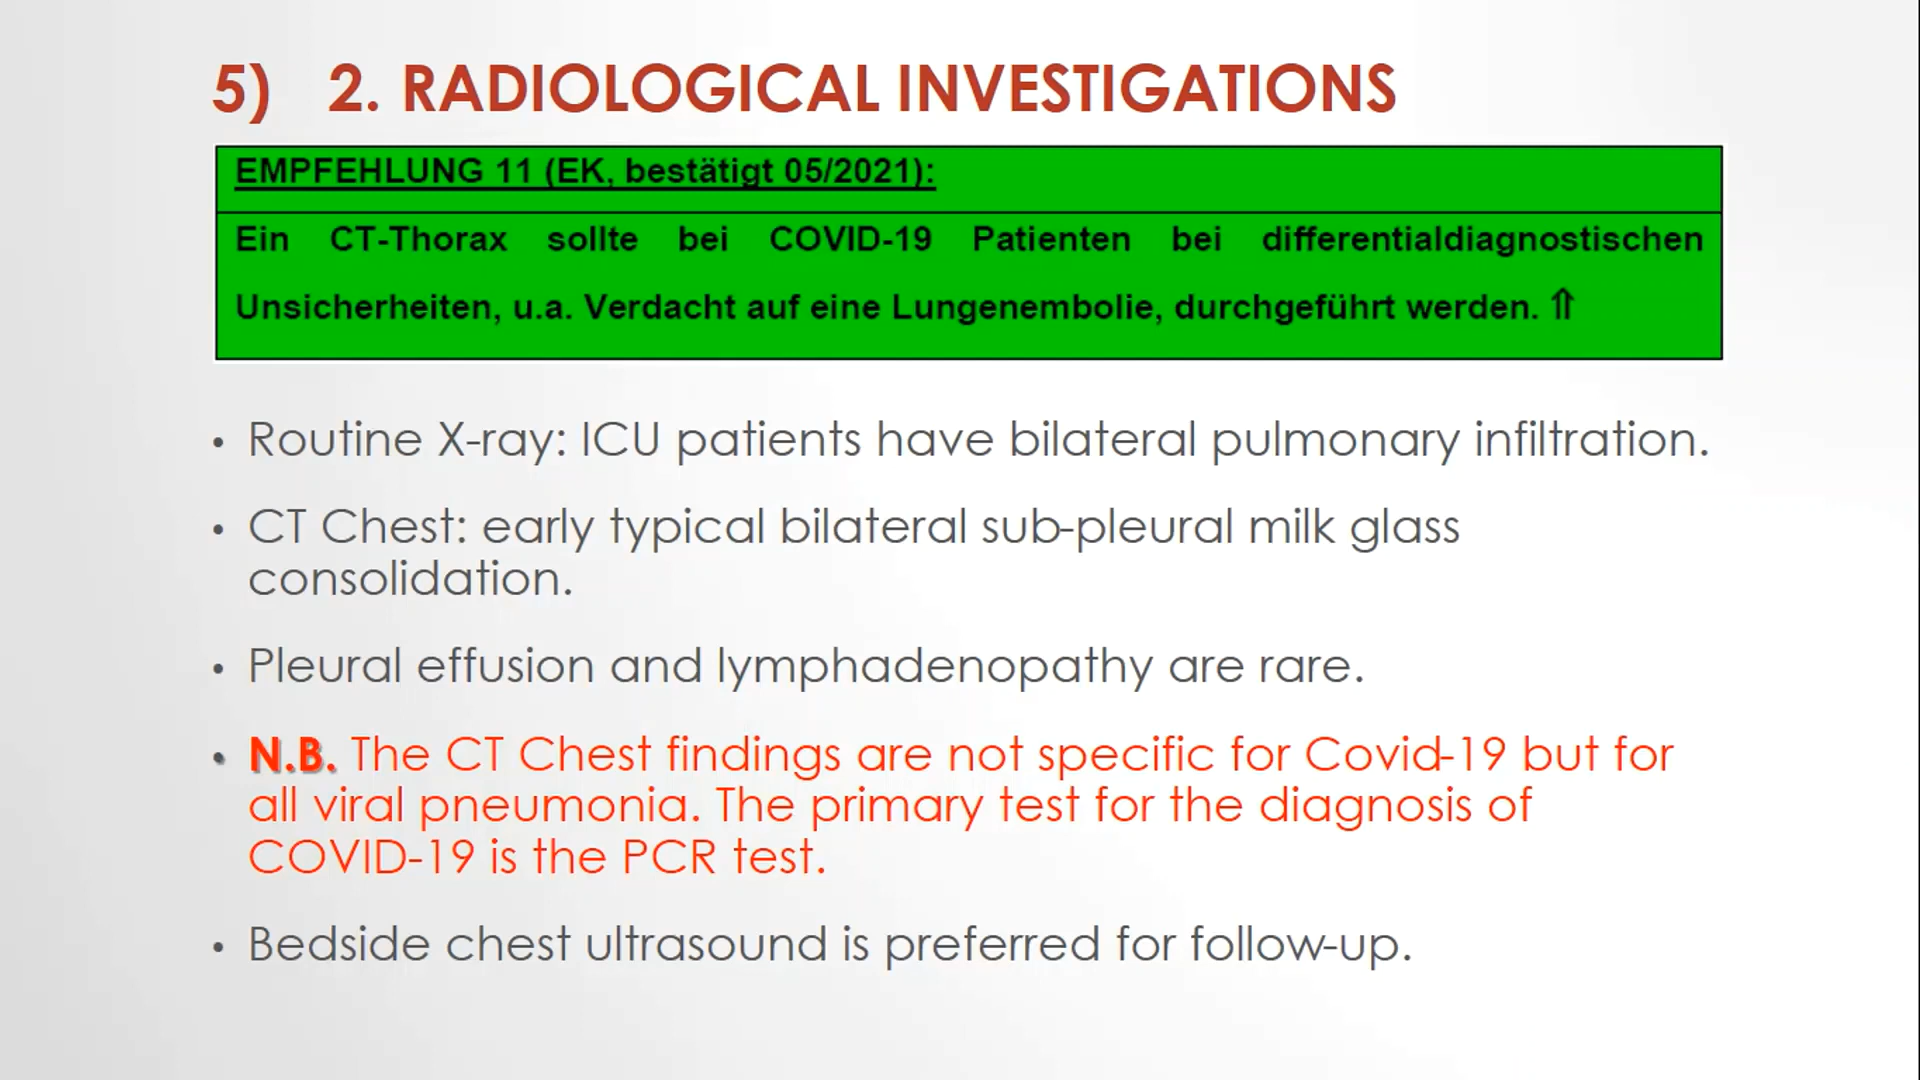 5) 2. RADIOLOGICAL INVESTIGATIONS
EMPFEHLUNG 11 (EK, bestätigt 05/2021):
Ein CT-Thorax sollte bei COVID-19 Patienten bei differentialdiagnostischen
Unsicherheiten, u.a. Verdacht auf eine Lungenembolie, durchgeführt werden. ⇑
• Routine X-ray: ICU patients have bilateral pulmonary infiltration.
• CT Chest: early typical bilateral sub-pleural milk glass
consolidation.
• Pleural effusion and lymphadenopathy are rare.
• N.B. The CT Chest findings are not specific for Covid-19 but for
all viral pneumonia. The primary test for the diagnosis of
COVID-19 is the PCR test.
• Bedside chest ultrasound is preferred for follow-up.